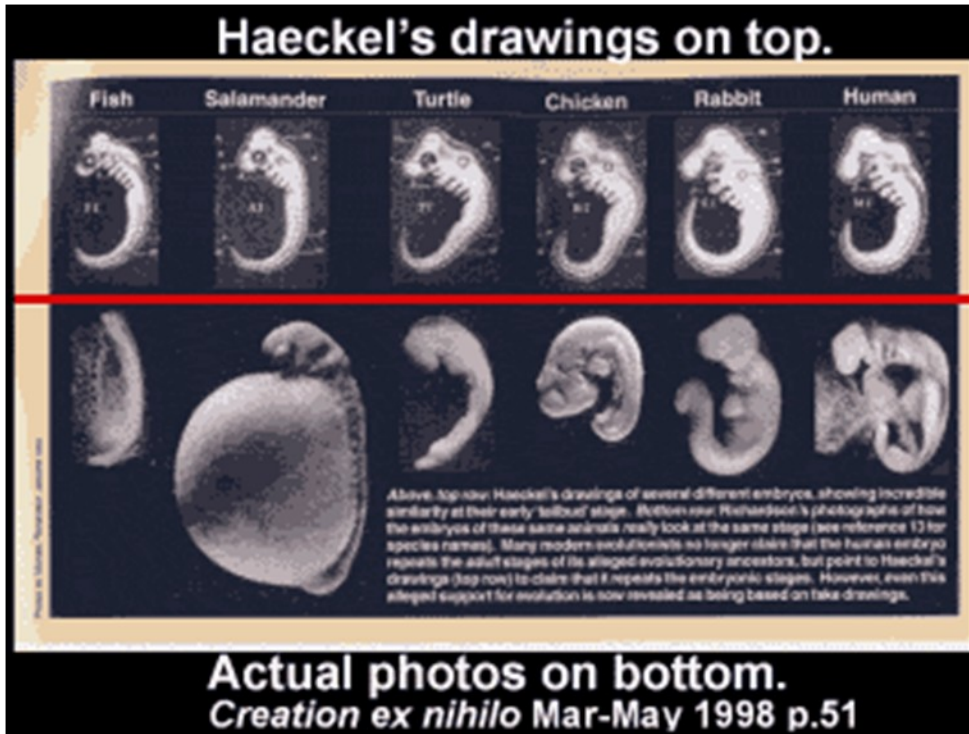 Haeckel's drawings on top.
Fish Salamander Turtle Chicken Rabbit Human
Above, top row: Haeckel's drawings of several different embryos, showing incredible
similarity at their early 'tailbud' stage. Bottom row: Richardson's photographs of how
the embryos of these same animals really look at the same stage (see reference 13 for
species names). Many modern evolutionists no longer claim that the human embryo
repeats the adult stages of its alleged evolutionary ancestors, but point to Haeckel's
drawings (top row) to claim that it repeats the embryonic stages. However, even this
alleged support for evolution is now revealed as being based on fake drawings.
Actual photos on bottom.
Creation ex nihilo Mar-May 1998 p.51